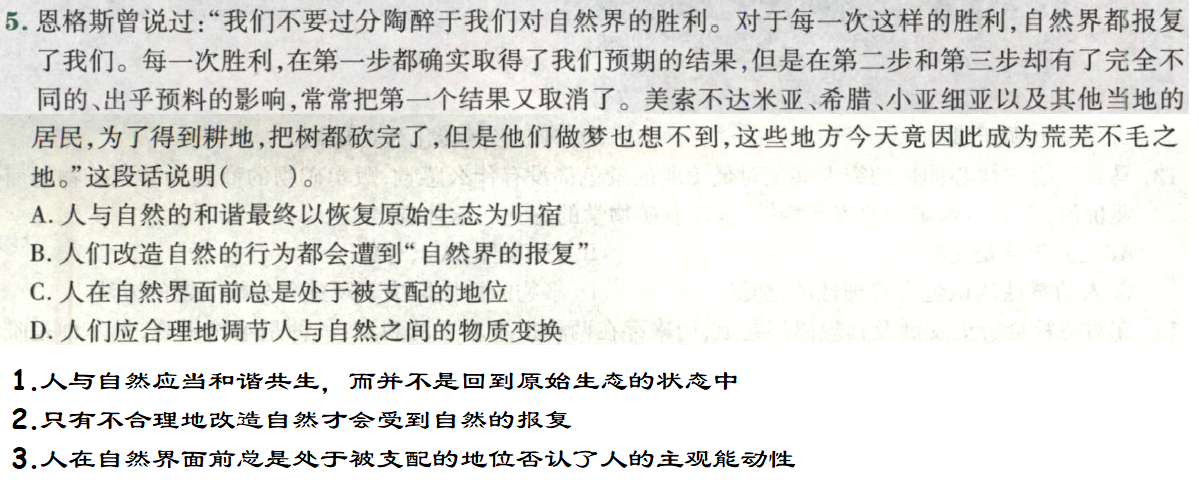 5. 恩格斯曾说过:“我们不要过分陶醉于我们对自然界的胜利。对于每一次这样的胜利,自然界都报复
了我们。每一次胜利,在第一步都确实取得了我们预期的结果,但是在第二步和第三步却有了完全不
同的、出乎预料的影响,常常把第一个结果又取消了。美索不达米亚、希腊、小亚细亚以及其他当地的
居民,为了得到耕地,把树都砍完了,但是他们做梦也想不到,这些地方今天竟因此成为荒芜不毛之
地。”这段话说明( )。
A. 人与自然的和谐最终以恢复原始生态为归宿
B. 人们改造自然的行为都会遭到“自然界的报复”
C. 人在自然界面前总是处于被支配的地位
D. 人们应合理地调节人与自然之间的物质变换
1.人与自然应当和谐共生，而并不是回到原始生态的状态中
2.只有不合理地改造自然才会受到自然的报复
3.人在自然界面前总是处于被支配的地位否认了人的主观能动性